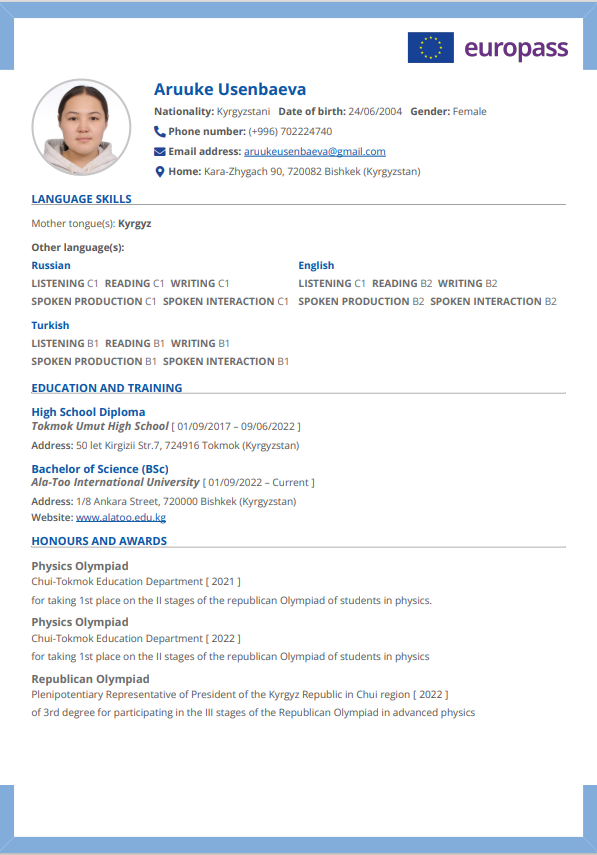 europass
Aruuke Usenbaeva
Nationality: Kyrgyzstani Date of birth: 24/06/2004 Gender: Female
Phone number: (+996) 702224740
Email address: aruukeusenbaeva@gmail.com
Home: Kara-Zhygach 90, 720082 Bishkek (Kyrgyzstan)
LANGUAGE SKILLS
Mother tongue(s): Kyrgyz
Other language(s):
Russian
LISTENING C1 READING C1 WRITING C1
SPOKEN PRODUCTION C1 SPOKEN INTERACTION C1
English
LISTENING C1 READING B2 WRITING B2
SPOKEN PRODUCTION B2 SPOKEN INTERACTION B2
Turkish
LISTENING B1 READING B1 WRITING B1
SPOKEN PRODUCTION B1 SPOKEN INTERACTION B1
EDUCATION AND TRAINING
High School Diploma
Tokmok Umut High School [ 01/09/2017 – 09/06/2022 ]
Address: 50 let Kirgizii Str.7, 724916 Tokmok (Kyrgyzstan)
Bachelor of Science (BSc)
Ala-Too International University [ 01/09/2022 – Current ]
Address: 1/8 Ankara Street, 720000 Bishkek (Kyrgyzstan)
Website: www.alatoo.edu.kg
HONOURS AND AWARDS
Physics Olympiad
Chui-Tokmok Education Department [ 2021 ]
for taking 1st place on the II stages of the republican Olympiad of students in physics.
Physics Olympiad
Chui-Tokmok Education Department [ 2022 ]
for taking 1st place on the II stages of the republican Olympiad of students in physics
Republican Olympiad
Plenipotentiary Representative of President of the Kyrgyz Republic in Chui region [ 2022 ]
of 3rd degree for participating in the III stages of the Republican Olympiad in advanced physics